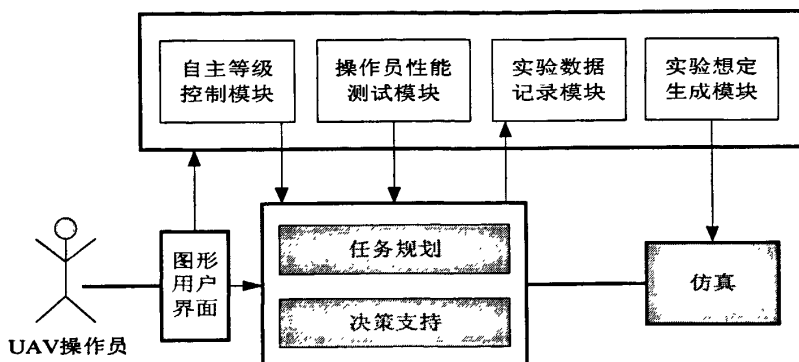 自主等级
控制模块
操作员性能
测试模块
实验数据
记录模块
实验想定
生成模块
图形
用户
界面
任务规划
决策支持
仿真
UAV操作员